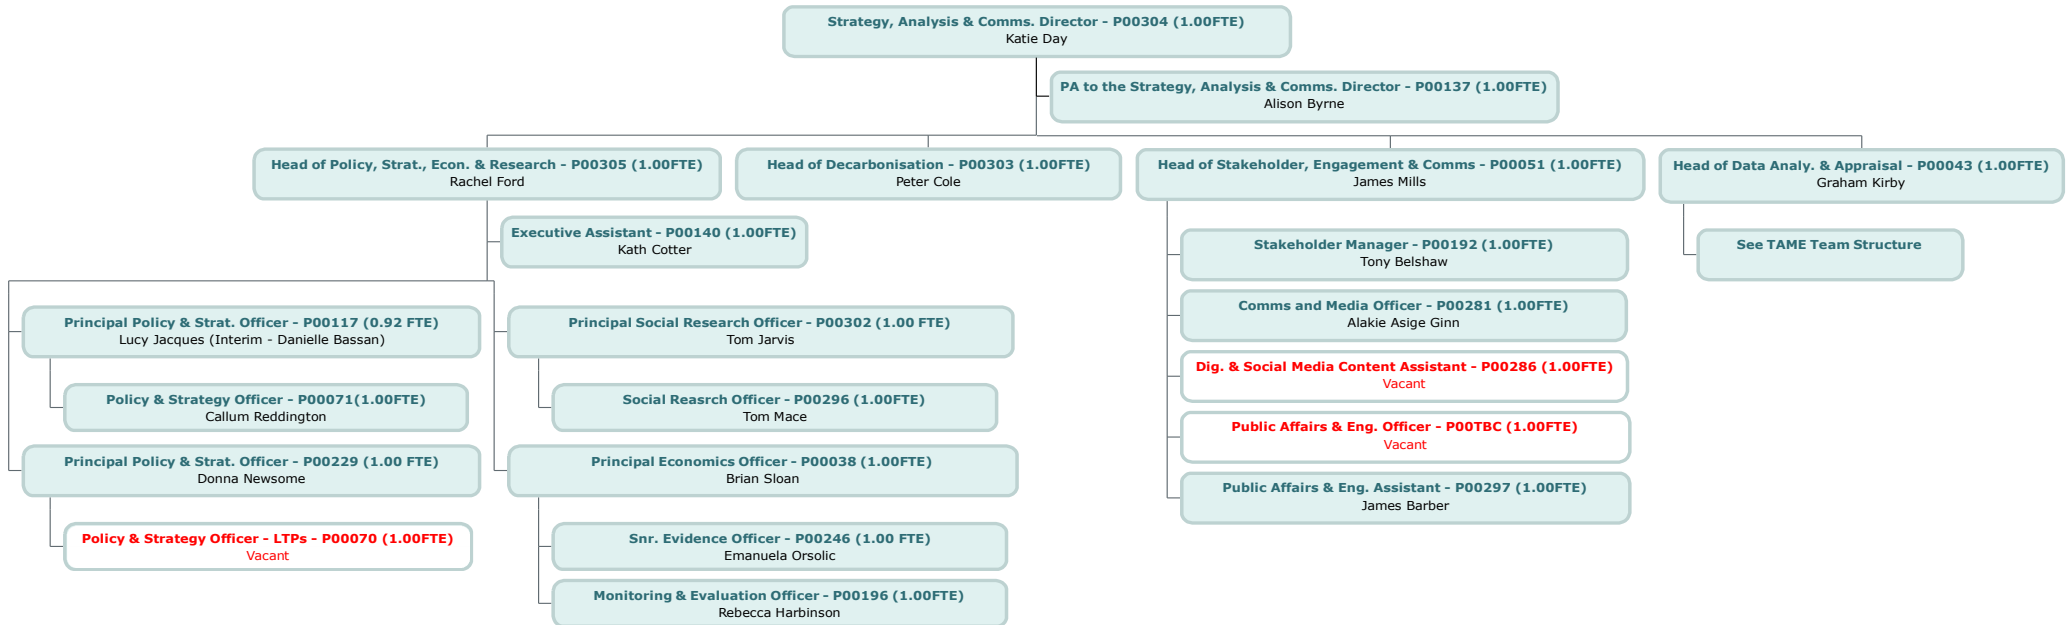 Strategy, Analysis & Comms. Director - P00304 (1.00FTE)
Katie Day
PA to the Strategy, Analysis & Comms. Director - P00137 (1.00FTE)
Alison Byrne
Head of Policy, Strat., Econ. & Research - P00305 (1.00FTE)
Rachel Ford
Head of Decarbonisation - P00303 (1.00FTE)
Peter Cole
Head of Stakeholder, Engagement & Comms - P00051 (1.00FTE)
James Mills
Head of Data Analy. & Appraisal - P00043 (1.00FTE)
Graham Kirby
Executive Assistant - P00140 (1.00FTE)
Kath Cotter
Principal Policy & Strat. Officer - P00117 (0.92 FTE)
Lucy Jacques (Interim - Danielle Bassan)
Policy & Strategy Officer - P00071(1.00FTE)
Callum Reddington
Principal Policy & Strat. Officer - P00229 (1.00 FTE)
Donna Newsome
Policy & Strategy Officer - LTPs - P00070 (1.00FTE)
Vacant
Principal Social Research Officer - P00302 (1.00 FTE)
Tom Jarvis
Social Reasrch Officer - P00296 (1.00FTE)
Tom Mace
Principal Economics Officer - P00038 (1.00FTE)
Brian Sloan
Snr. Evidence Officer - P00246 (1.00 FTE)
Emanuela Orsolic
Monitoring & Evaluation Officer - P00196 (1.00FTE)
Rebecca Harbinson
Stakeholder Manager - P00192 (1.00FTE)
Tony Belshaw
Comms and Media Officer - P00281 (1.00FTE)
Alakie Asige Ginn
Dig. & Social Media Content Assistant - P00286 (1.00FTE)
Vacant
Public Affairs & Eng. Officer - P00TBC (1.00FTE)
Vacant
Public Affairs & Eng. Assistant - P00297 (1.00FTE)
James Barber
See TAME Team Structure